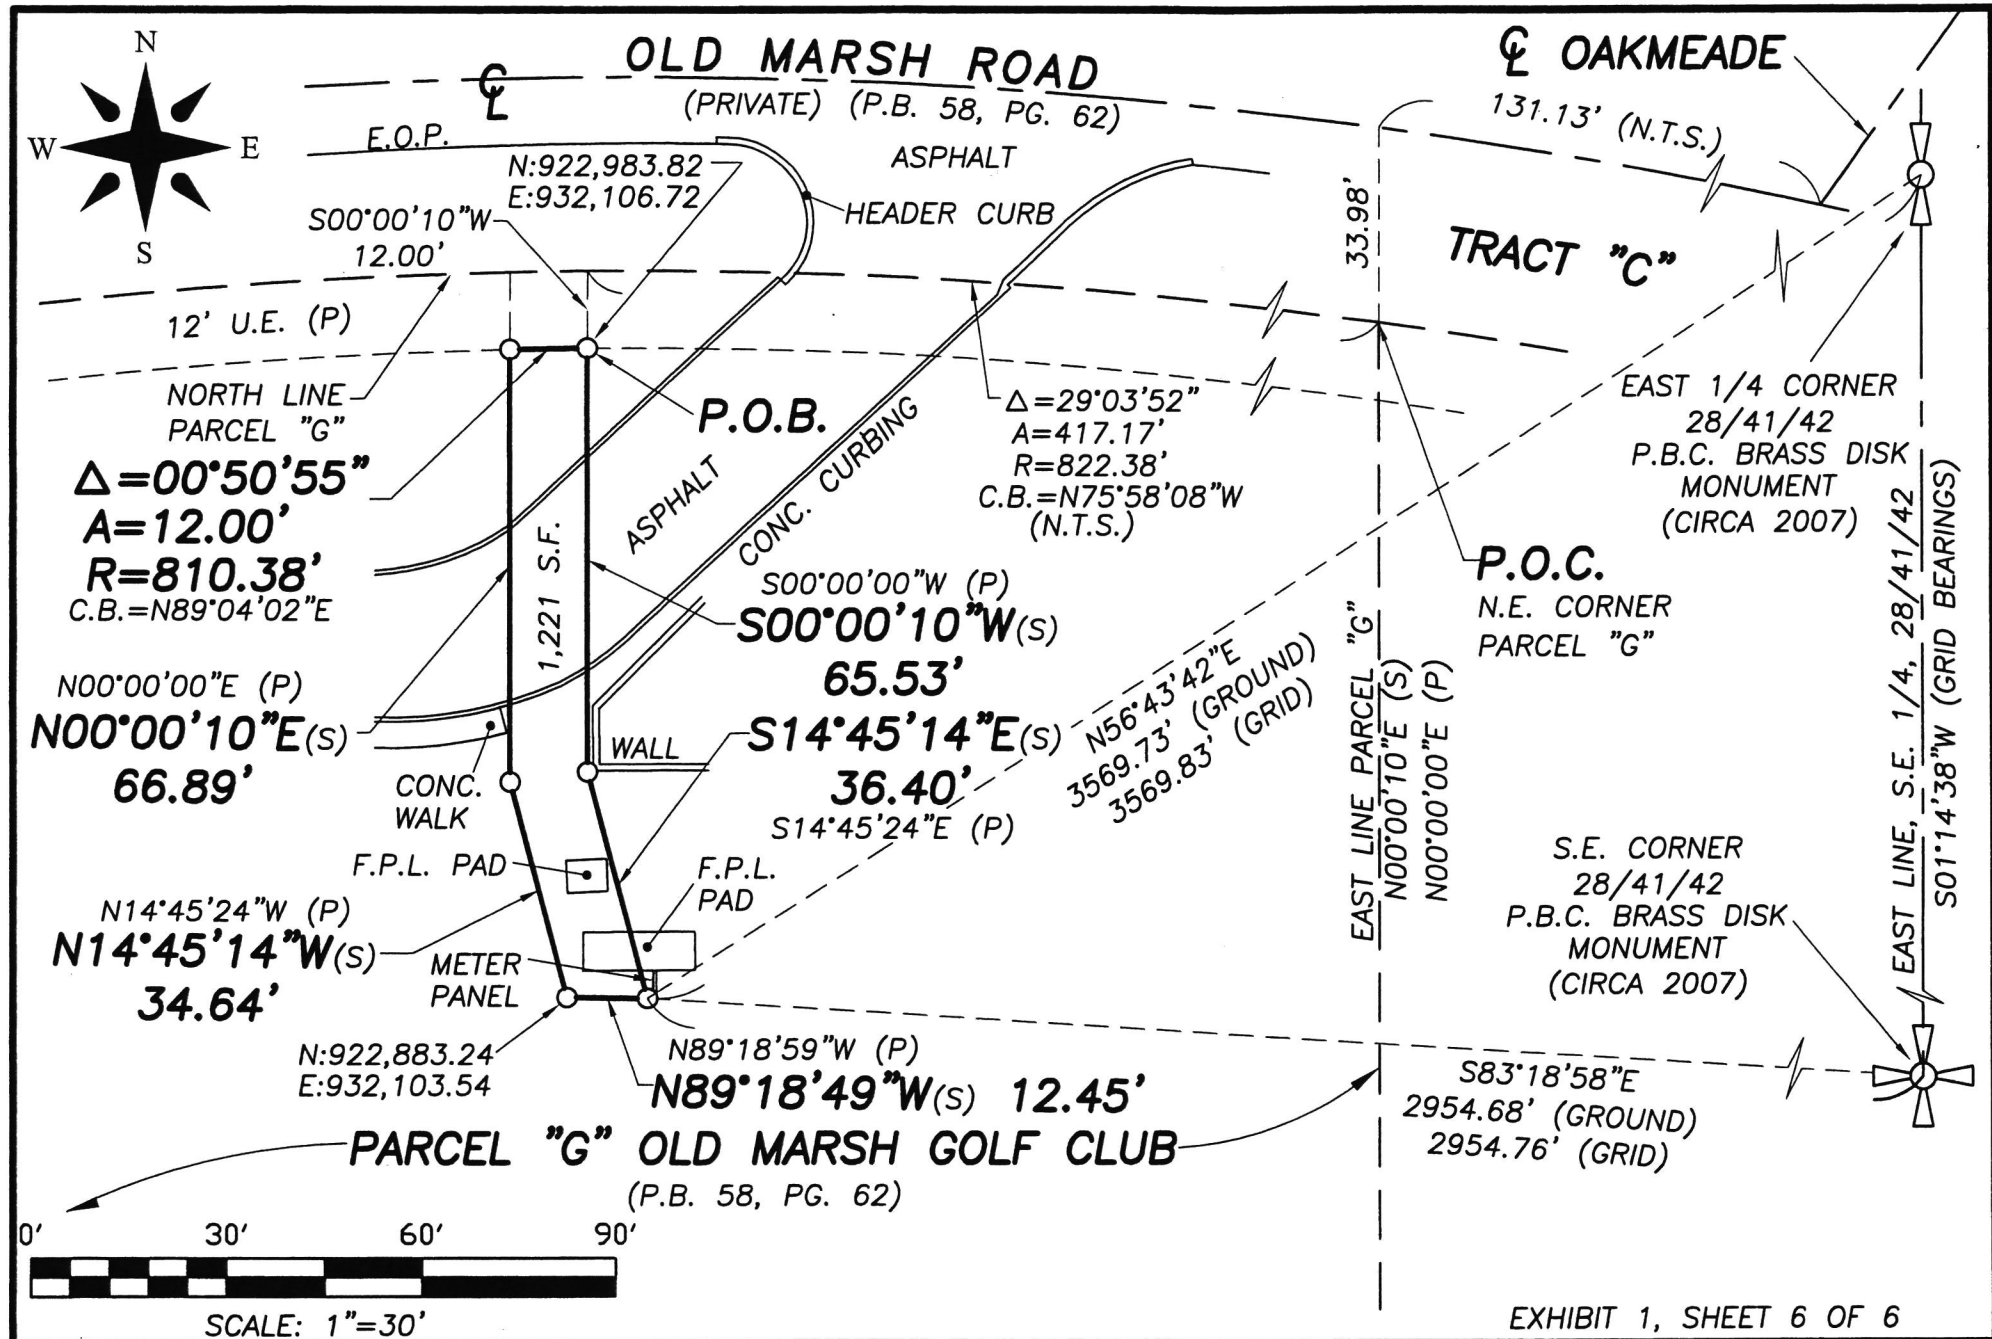 N
W
E
S
OLD MARSH ROAD
(PRIVATE) (P.B. 58, PG. 62)
℄
℄ OAKMEADE
131.13' (N.T.S.)
E.O.P.
ASPHALT
N:922,983.82
E:932,106.72
HEADER CURB
S00°00'10"W
12.00'
33.98'
TRACT "C"
12' U.E. (P)
NORTH LINE
PARCEL "G"
P.O.B.
Δ=00°50'55"
A=12.00'
R=810.38'
C.B.=N89°04'02"E
ASPHALT
CONC. CURBING
Δ=29°03'52"
A=417.17'
R=822.38'
C.B.=N75°58'08"W
(N.T.S.)
EAST 1/4 CORNER
28/41/42
P.B.C. BRASS DISK
MONUMENT
(CIRCA 2007)
1,221 S.F.
P.O.C.
N.E. CORNER
PARCEL "G"
S00°00'00"W (P)
S00°00'10"W(S)
65.53'
N00°00'00"E (P)
N00°00'10"E(S)
66.89'
CONC.
WALK
WALL
S14°45'14"E(S)
36.40'
S14°45'24"E (P)
N56°43'42"E
3569.73' (GROUND)
3569.83' (GRID)
EAST LINE PARCEL "G"
N00°00'10"E (S)
N00°00'00"E (P)
EAST LINE, S.E. 1/4, 28/41/42
S01°14'38"W (GRID BEARINGS)
F.P.L. PAD
F.P.L.
PAD
S.E. CORNER
28/41/42
P.B.C. BRASS DISK
MONUMENT
(CIRCA 2007)
N14°45'24"W (P)
N14°45'14"W(S)
34.64'
METER
PANEL
N:922,883.24
E:932,103.54
N89°18'59"W (P)
N89°18'49"W(S) 12.45'
S83°18'58"E
2954.68' (GROUND)
2954.76' (GRID)
PARCEL "G" OLD MARSH GOLF CLUB
(P.B. 58, PG. 62)
0' 30' 60' 90'
SCALE: 1"=30'
EXHIBIT 1, SHEET 6 OF 6